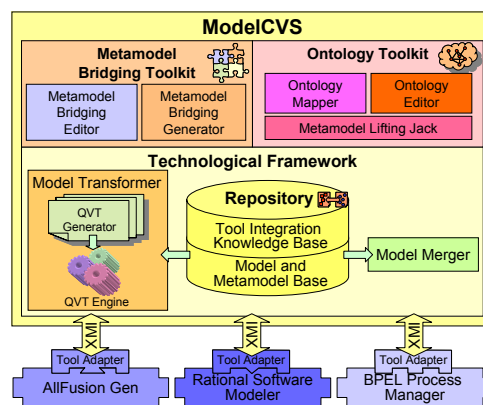 ModelCVS
Metamodel
Bridging Toolkit
Metamodel
Bridging
Editor
Metamodel
Bridging
Generator
Ontology Toolkit
Ontology
Mapper
Ontology
Editor
Metamodel Lifting Jack
Technological Framework
Model Transformer
QVT
Generator
QVT Engine
Repository
Tool Integration
Knowledge Base
Model and
Metamodel Base
Model Merger
XMI
XMI
XMI
Tool Adapter
AllFusion Gen
Tool Adapter
Rational Software
Modeler
Tool Adapter
BPEL Process
Manager